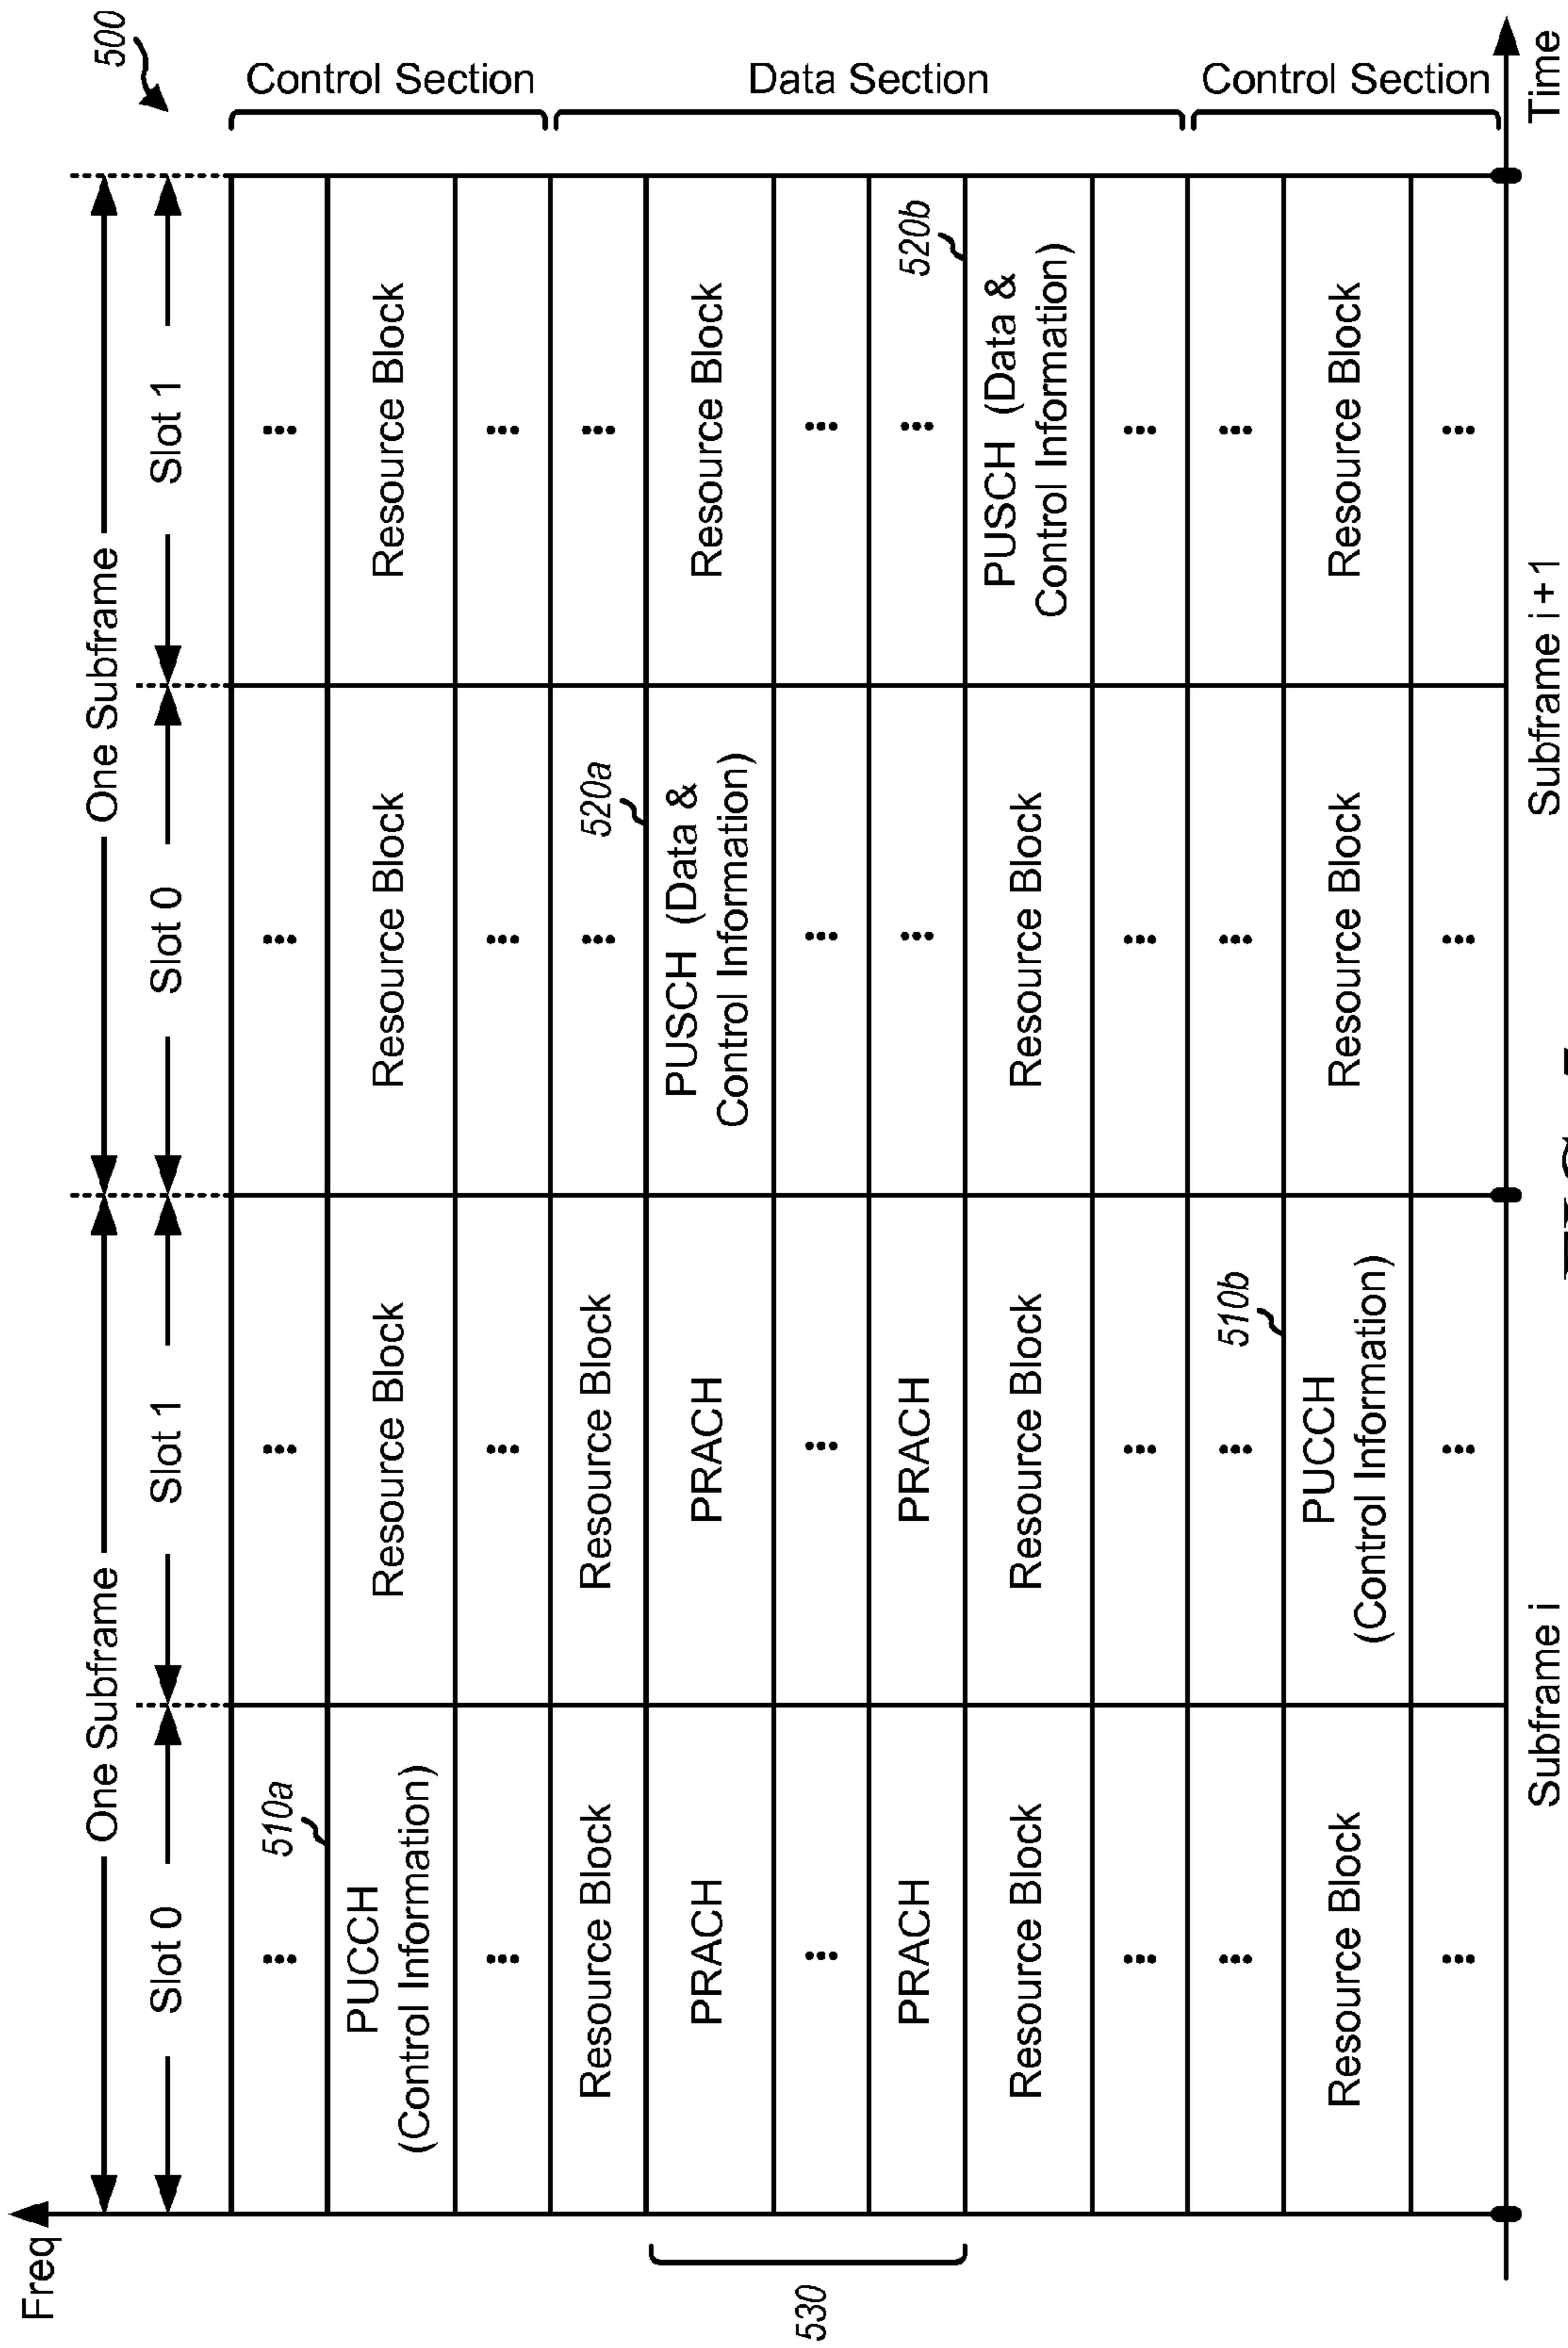 500
Freq
One Subframe
One Subframe
Slot 0
Slot 1
Slot 0
Slot 1
...
510a
...
...
...
Control Section
PUCCH
(Control Information)
Resource Block
Resource Block
Resource Block
...
...
...
...
Resource Block
Resource Block
...
520a
...
Data Section
530
PRACH
PRACH
PUSCH (Data &
Control Information)
Resource Block
...
...
...
...
PRACH
PRACH
...
...
520b
Resource Block
Resource Block
Resource Block
PUSCH (Data &
Control Information)
...
...
...
...
...
...
510b
...
...
Control Section
Resource Block
PUCCH
(Control Information)
Resource Block
Resource Block
...
...
...
...
Subframe i
Subframe i + 1
Time